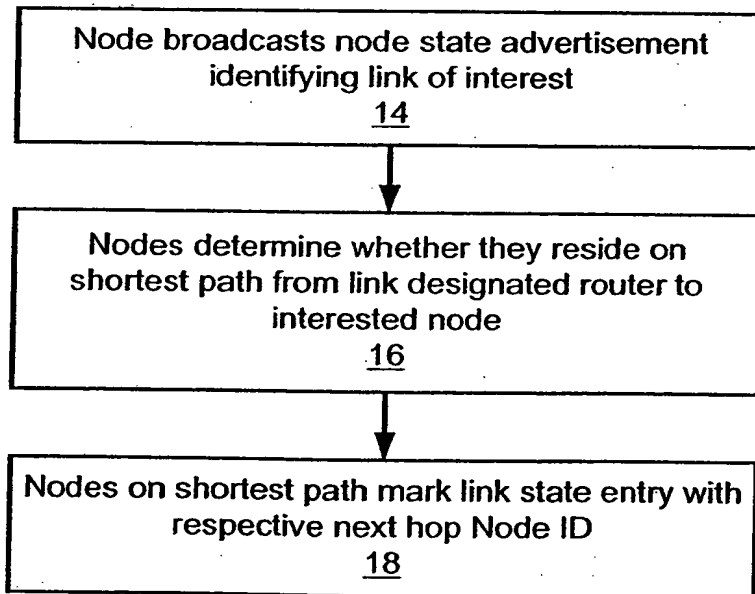 Node broadcasts node state advertisement
identifying link of interest
14
Nodes determine whether they reside on
shortest path from link designated router to
interested node
16
Nodes on shortest path mark link state entry with
respective next hop Node ID
18